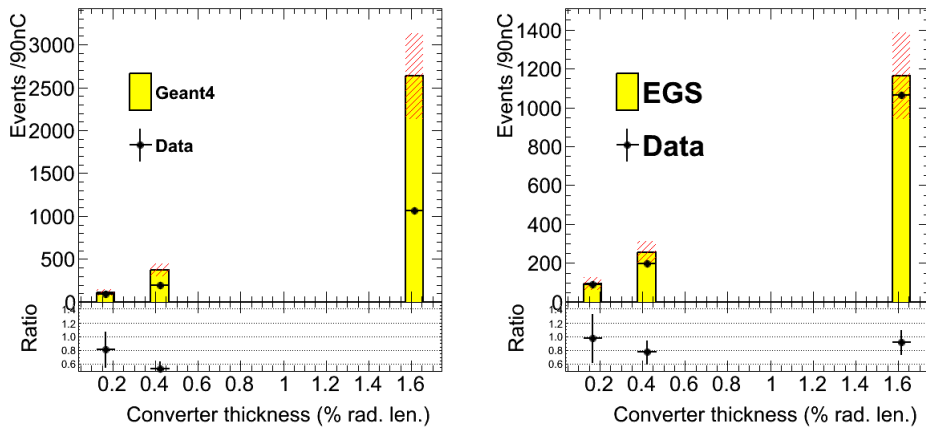 Events /90nC
3000
2500
2000
1500
1000
500
0
Geant4
Data
Ratio
1.4
1.2
1.0
0.8
0.6
0.2 0.4 0.6 0.8 1 1.2 1.4 1.6
Converter thickness (% rad. len.)
Events /90nC
1400
1200
1000
800
600
400
200
0
EGS
Data
Ratio
1.4
1.2
1.0
0.8
0.6
0.2 0.4 0.6 0.8 1 1.2 1.4 1.6
Converter thickness (% rad. len.)